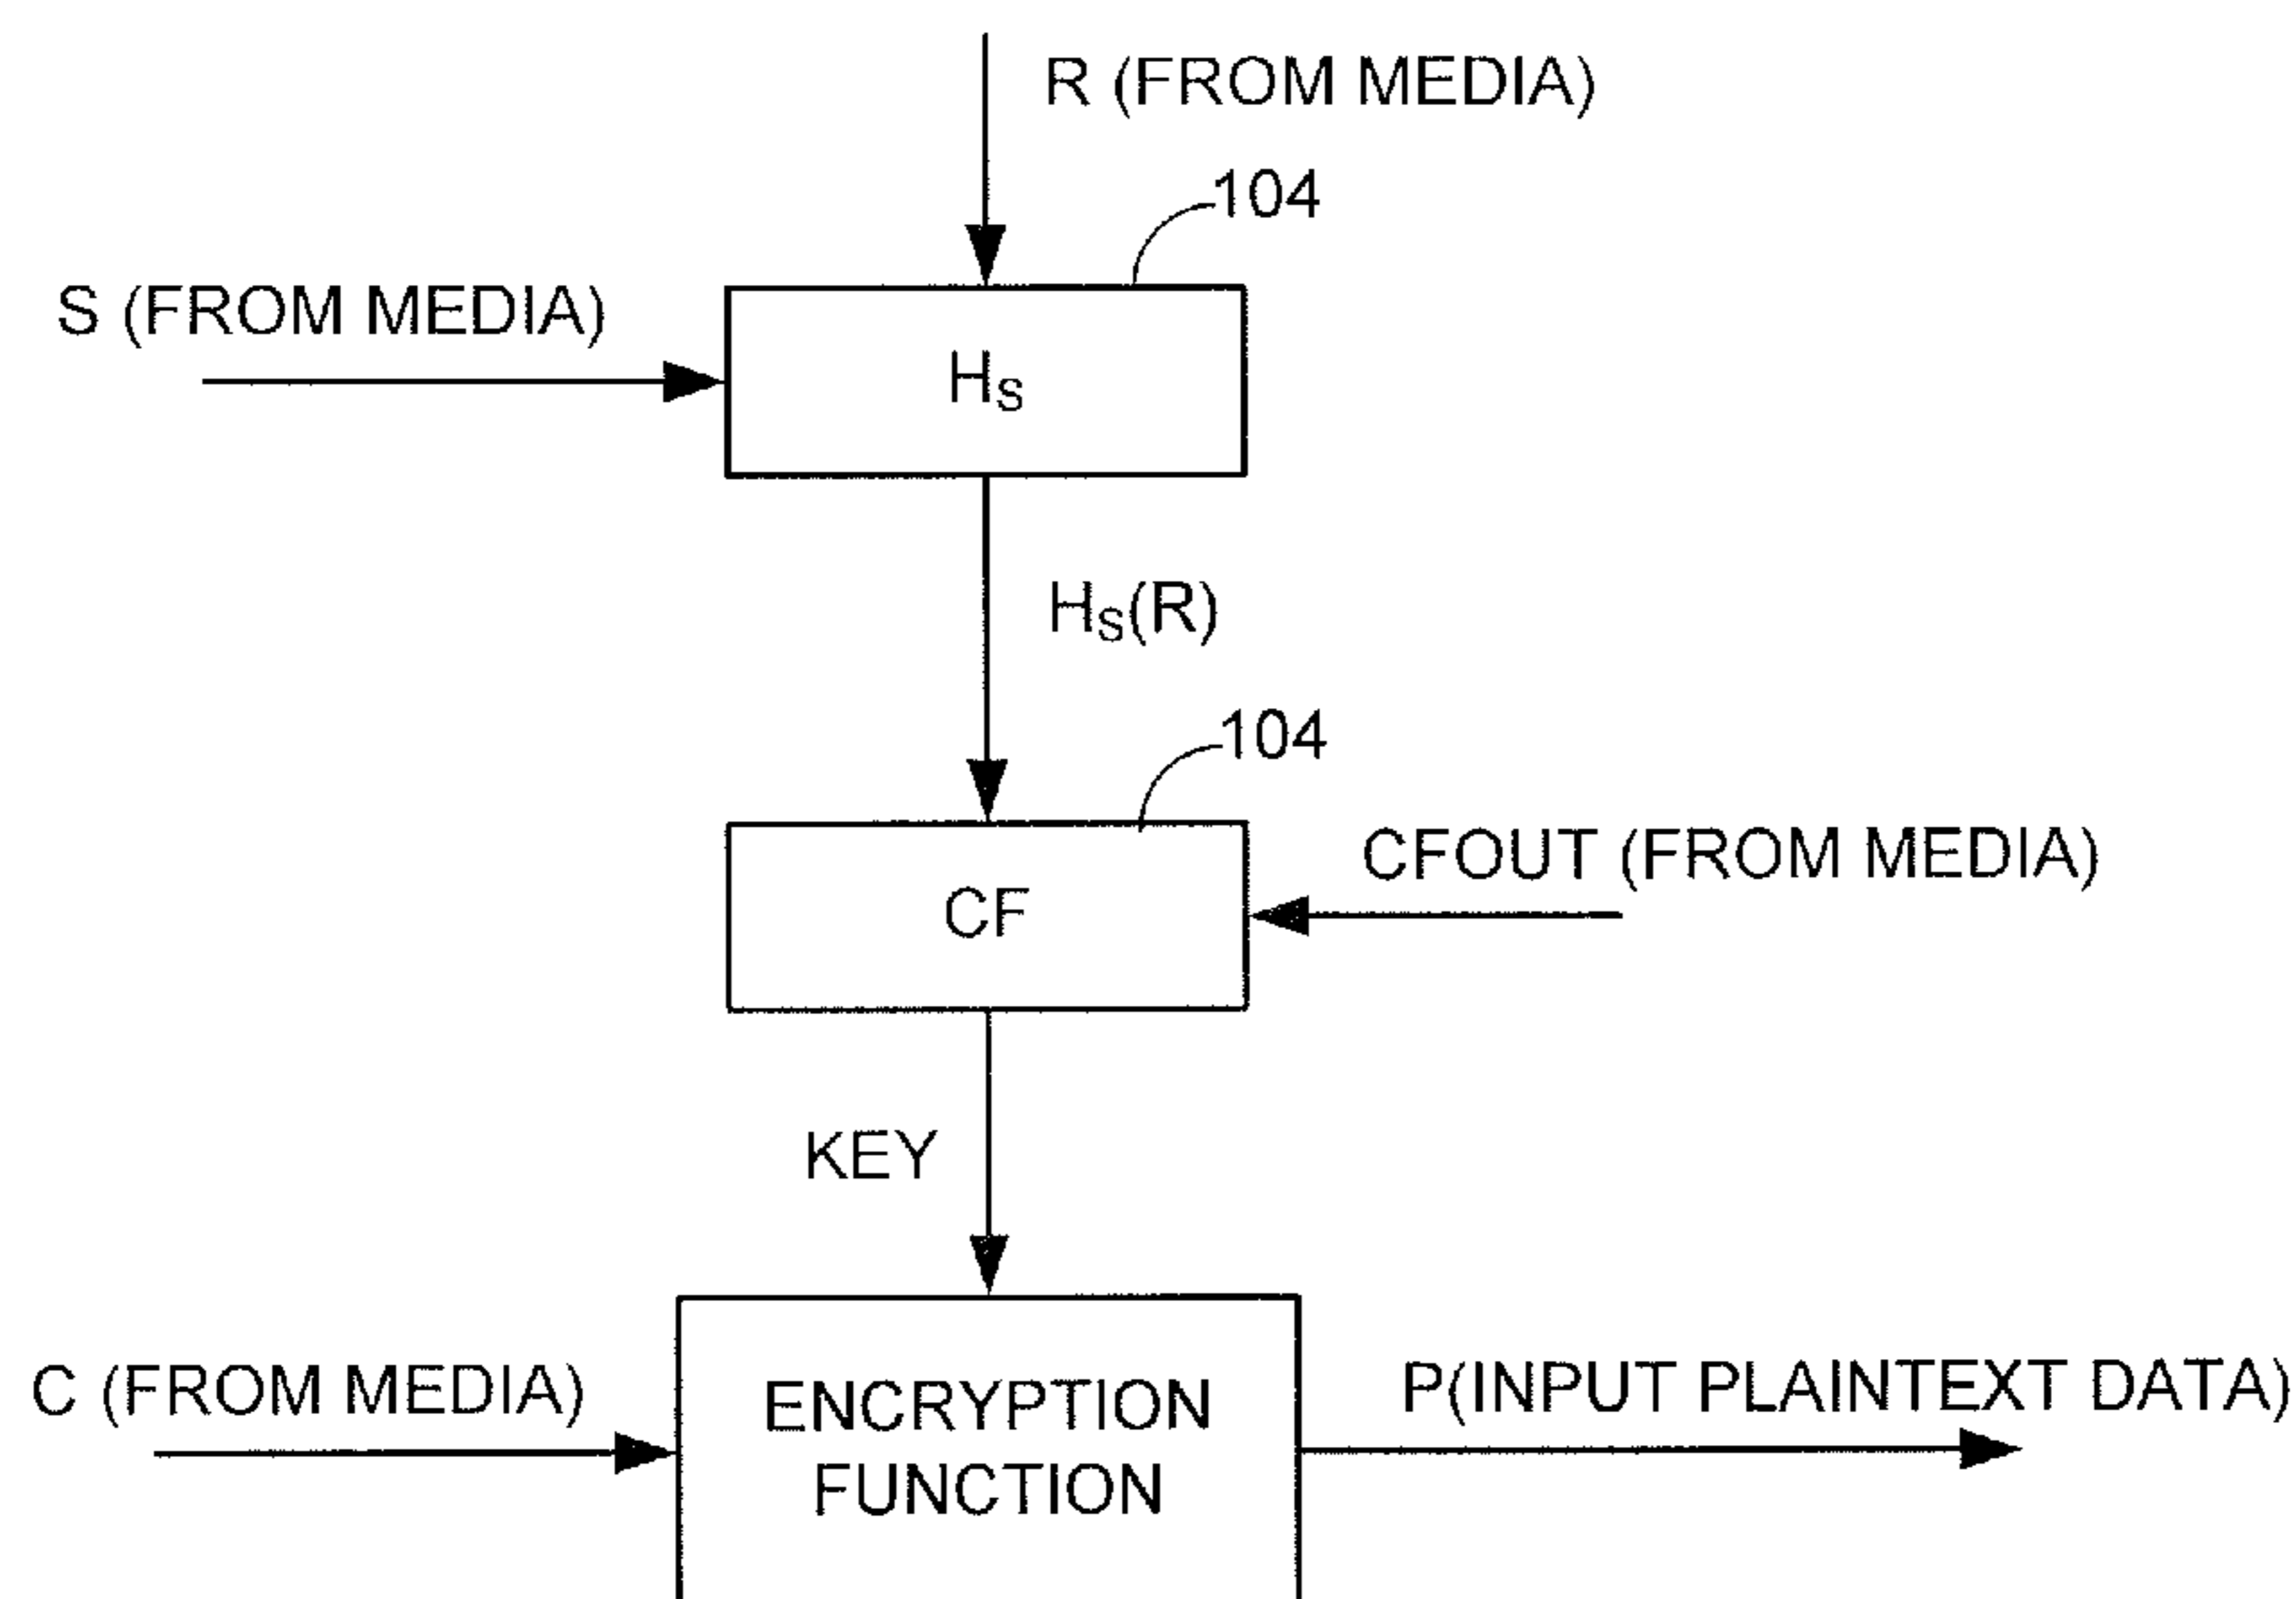 R (FROM MEDIA)
104
S (FROM MEDIA)
HS
HS(R)
104
CFOUT (FROM MEDIA)
CF
KEY
C (FROM MEDIA)
ENCRYPTION
FUNCTION
P(INPUT PLAINTEXT DATA)